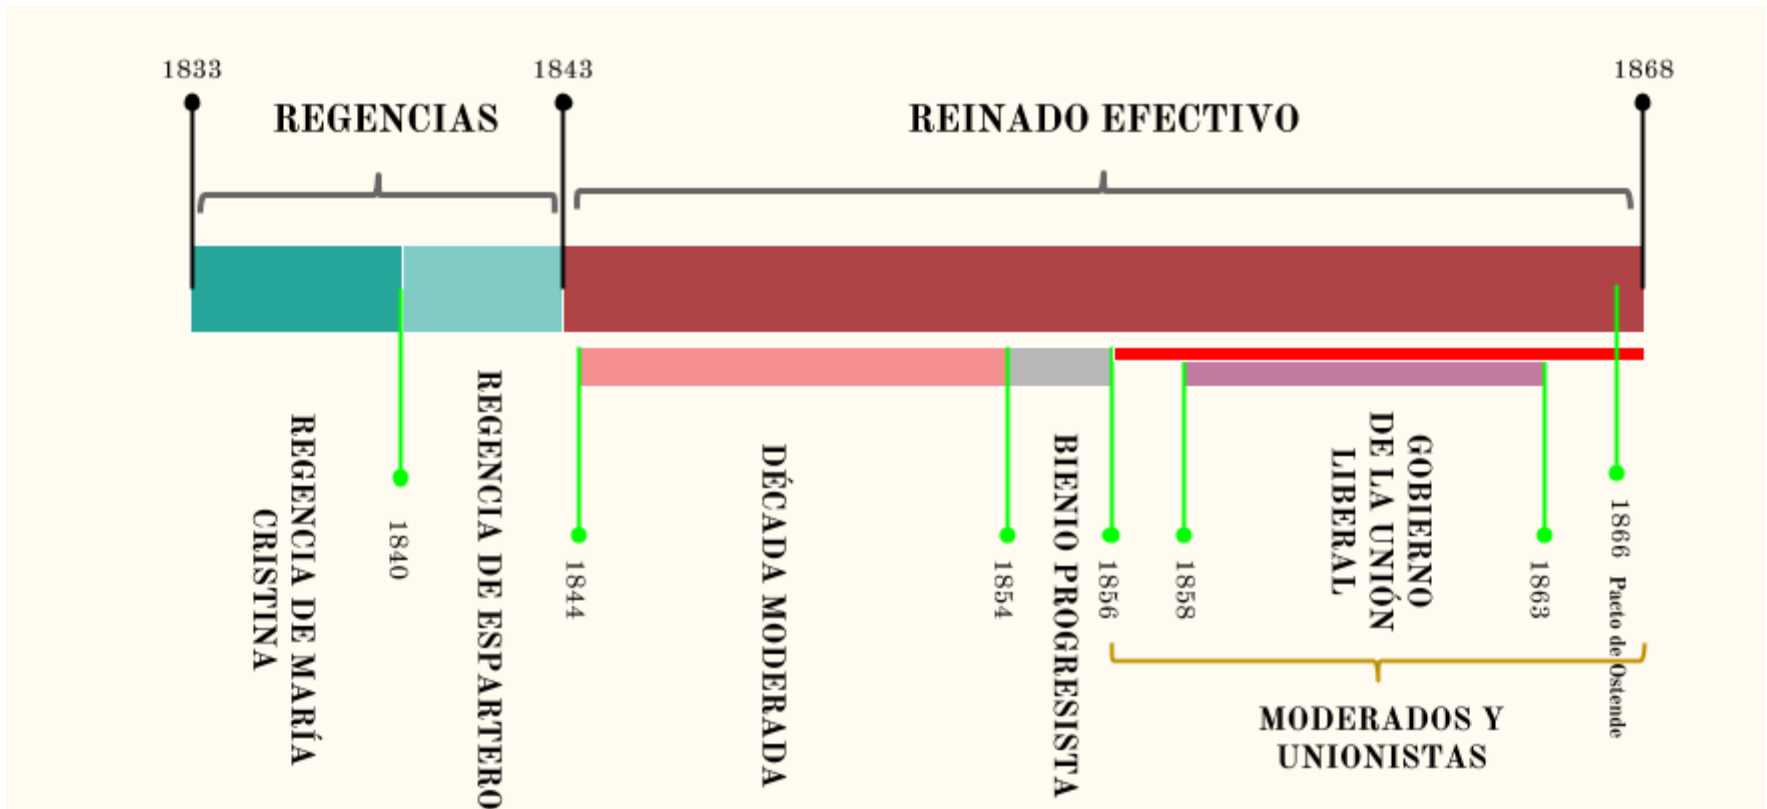 1833
1843
1868
REGENCIAS
REINADO EFECTIVO
REGENCIA DE MARÍA
CRISTINA
1840
REGENCIA DE ESPARTERO
1844
DÉCADA MODERADA
1854
BIENIO PROGRESISTA
1856
1858
GOBIERNO
DE LA UNIÓN
LIBERAL
1863
1866 Pacto de Ostende
MODERADOS Y
UNIONISTAS